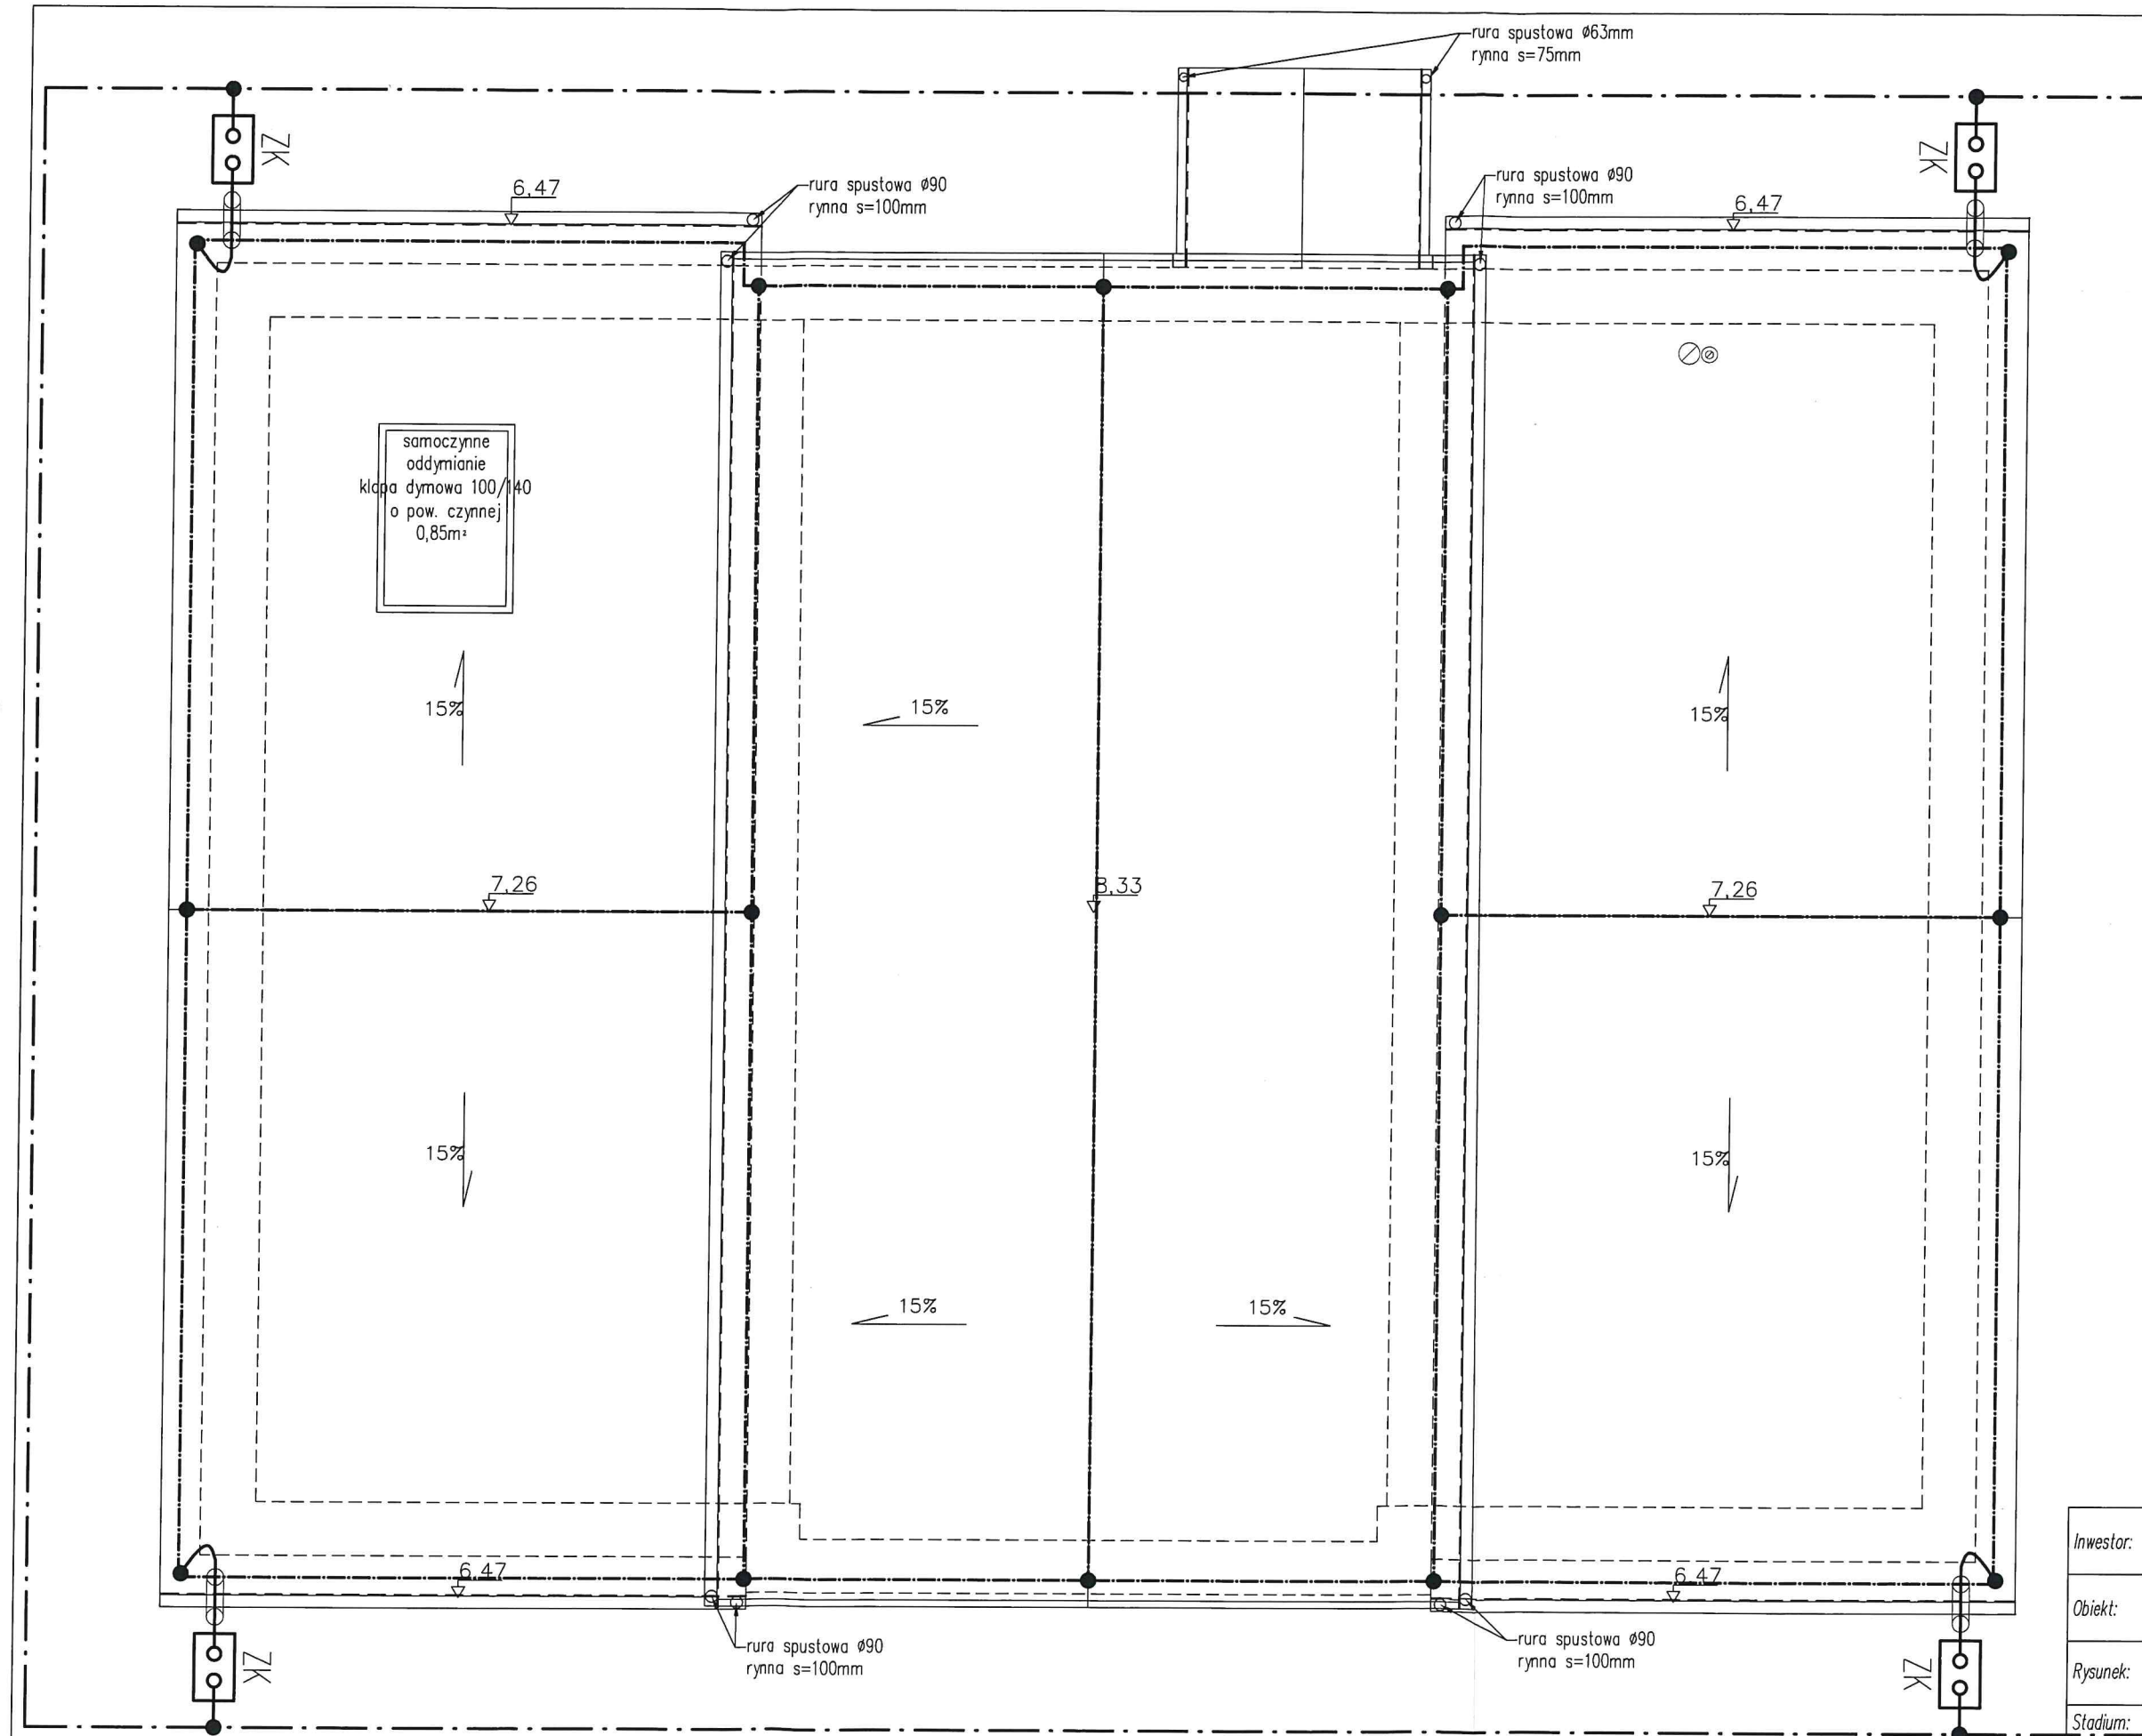 rura spustowa ø63mm
rynna s=75mm
ZK
ZK
6,47
rura spustowa ø90
rynna s=100mm
rura spustowa ø90
rynna s=100mm
6,47
samoczynne
oddymianie
klapa dymowa 100/140
o pow. czynnej
0,85m²
15%
15%
15%
7,26
8,33
7,26
15%
15%
15%
15%
6,47
6,47
rura spustowa ø90
rynna s=100mm
rura spustowa ø90
rynna s=100mm
ZK
ZK
Inwestor:
Obiekt:
Rysunek:
Stadium: